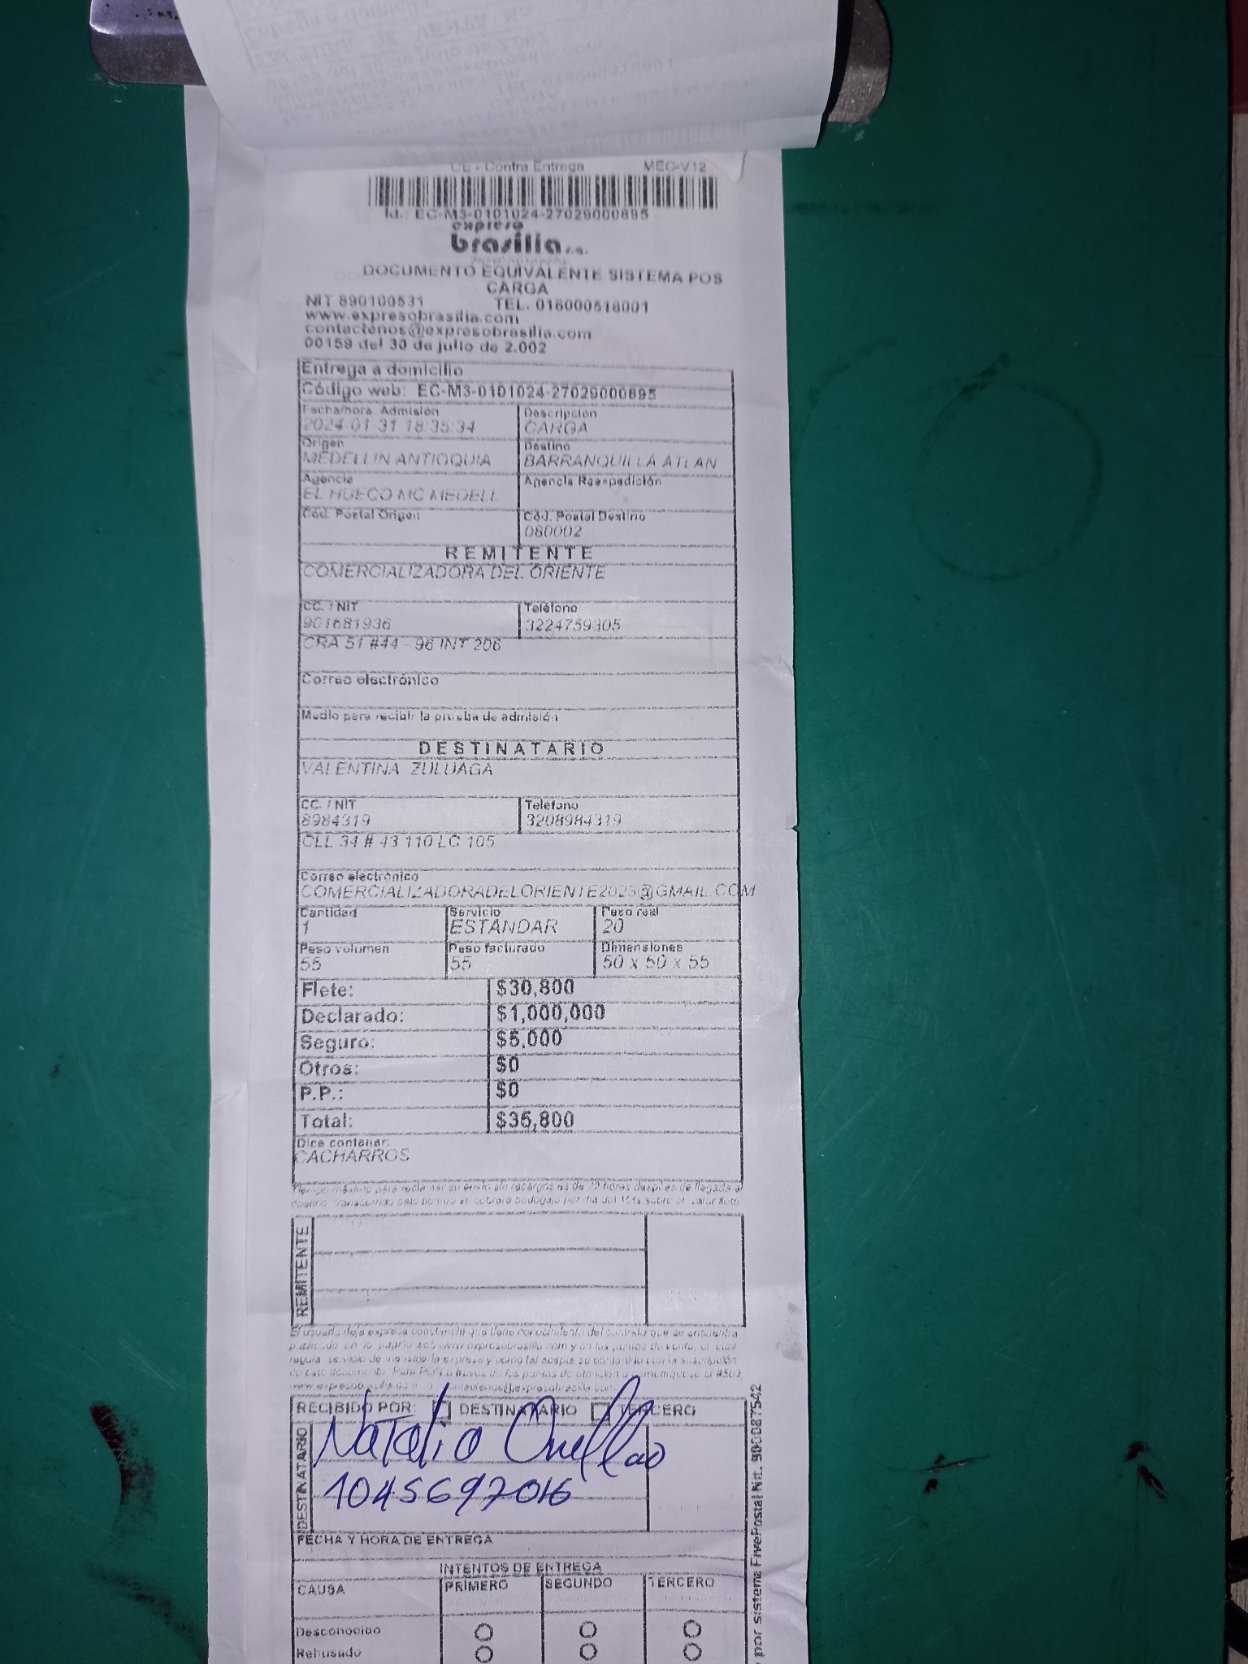 CE - Contra Entrega MEC-V12
Id.: EC-M3-0101024-27029000895
expreso
brasilia s.a.
DOCUMENTO EQUIVALENTE SISTEMA POS
CARGA
NIT 890100531 TEL. 018000518001
www.expresobrasilia.com
contactenos@expresobrasilia.com
00159 del 30 de julio de 2.002
Entrega a domicilio
Código web: EC-M3-0101024-27029000895
Fecha/hora Admisión Descripción
2024-01-31 18:35:34 CARGA
Origen Destino
MEDELLIN ANTIOQUIA BARRANQUILLA ATLAN
Agencia Agencia Reexpedición
EL HUECO MC MEDELL
Cód. Postal Origen Cód. Postal Destino
080002
REMITENTE
COMERCIALIZADORA DEL ORIENTE
CC. / NIT Teléfono
901681936 3224759305
CRA 51 #44 - 96 INT 206
Correo electrónico
Medio para recibir la prueba de admisión
DESTINATARIO
VALENTINA ZULUAGA
CC. / NIT Teléfono
8984319 3208984319
CLL 34 # 43 110 LC 105
Correo electrónico
COMERCIALIZADORADELORIENTE2023@GMAIL.COM
Cantidad Servicio Peso real
1 ESTANDAR 20
Peso volumen Peso facturado Dimensiones
55 55 50 x 50 x 55
Flete: $30,800
Declarado: $1,000,000
Seguro: $5,000
Otros: $0
P.P.: $0
Total: $35,800
Dice contener:
CACHARROS
REMITENTE
RECIBIDO POR: DESTINATARIO TERCERO
DESTINATARIO
Natalia
1045697016
FECHA Y HORA DE ENTREGA
INTENTOS DE ENTREGA
CAUSA PRIMERO SEGUNDO TERCERO
Desconocido
Rehusado
por sistema FivePostal Nit. 900087542